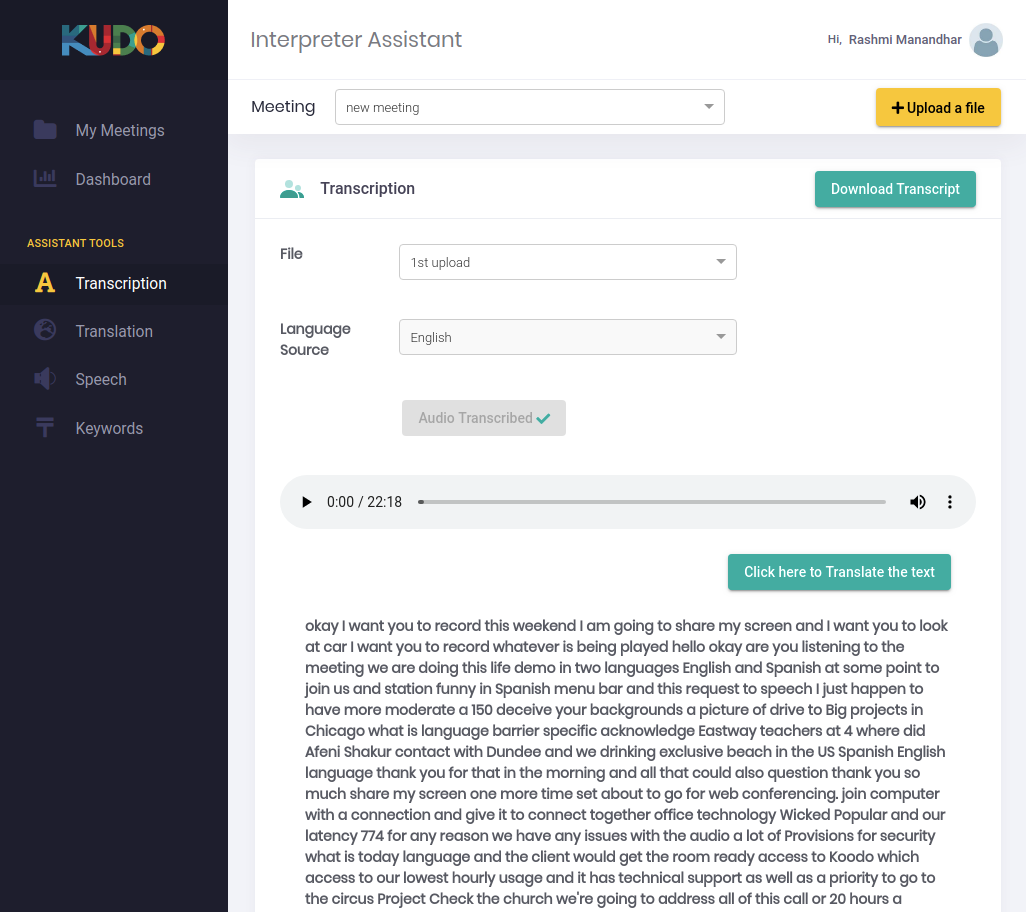 KUDO
Interpreter Assistant
Hi, Rashmi Manandhar
Meeting
new meeting
Upload a file
My Meetings
Dashboard
ASSISTANT TOOLS
Transcription
Translation
Speech
Keywords
Transcription
Download Transcript
File
1st upload
Language
Source
English
Audio Transcribed
0:00 / 22:18
Click here to Translate the text
okay I want you to record this weekend I am going to share my screen and I want you to look
at car I want you to record whatever is being played hello okay are you listening to the
meeting we are doing this life demo in two languages English and Spanish at some point to
join us and station funny in Spanish menu bar and this request to speech I just happen to
have more moderate a 150 deceive your backgrounds a picture of drive to Big projects in
Chicago what is language barrier specific acknowledge Eastway teachers at 4 where did
Afeni Shakur contact with Dundee and we drinking exclusive beach in the US Spanish English
language thank you for that in the morning and all that could also question thank you so
much share my screen one more time set about to go for web conferencing. join computer
with a connection and give it to connect together office technology Wicked Popular and our
latency 774 for any reason we have any issues with the audio a lot of Provisions for security
what is today language and the client would get the room ready access to Koodo which
access to our lowest hourly usage and it has technical support as well as a priority to go to
the circus Project Check the church we're going to address all of this call or 20 hours a